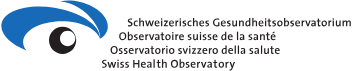 Schweizerisches Gesundheitsobservatorium
Observatoire suisse de la santé
Osservatorio svizzero della salute
Swiss Health Observatory